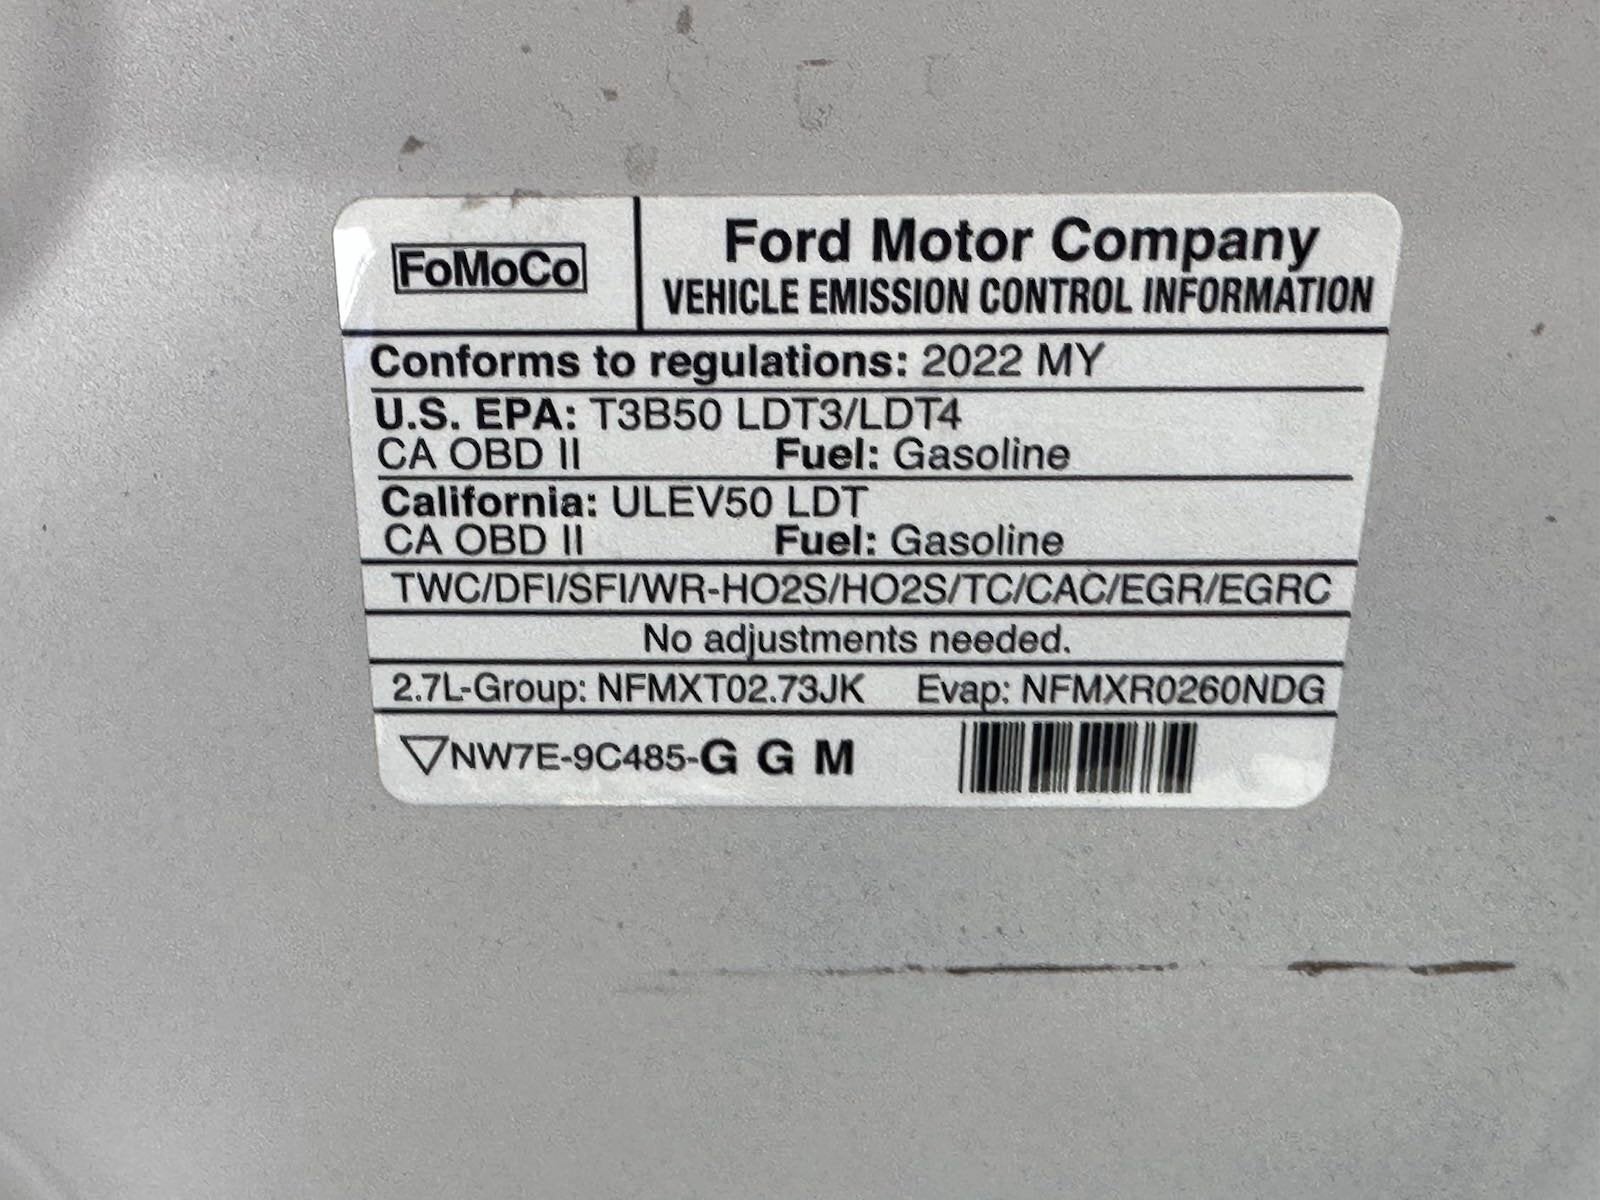 FoMoCo
Ford Motor Company
VEHICLE EMISSION CONTROL INFORMATION
Conforms to regulations: 2022 MY
U.S. EPA: T3B50 LDT3/LDT4
CA OBD II Fuel: Gasoline
California: ULEV50 LDT
CA OBD II Fuel: Gasoline
TWC/DFI/SFI/WR-HO2S/HO2S/TC/CAC/EGR/EGRC
No adjustments needed.
2.7L-Group: NFMXT02.73JK Evap: NFMXR0260NDG
NW7E-9C485-G G M